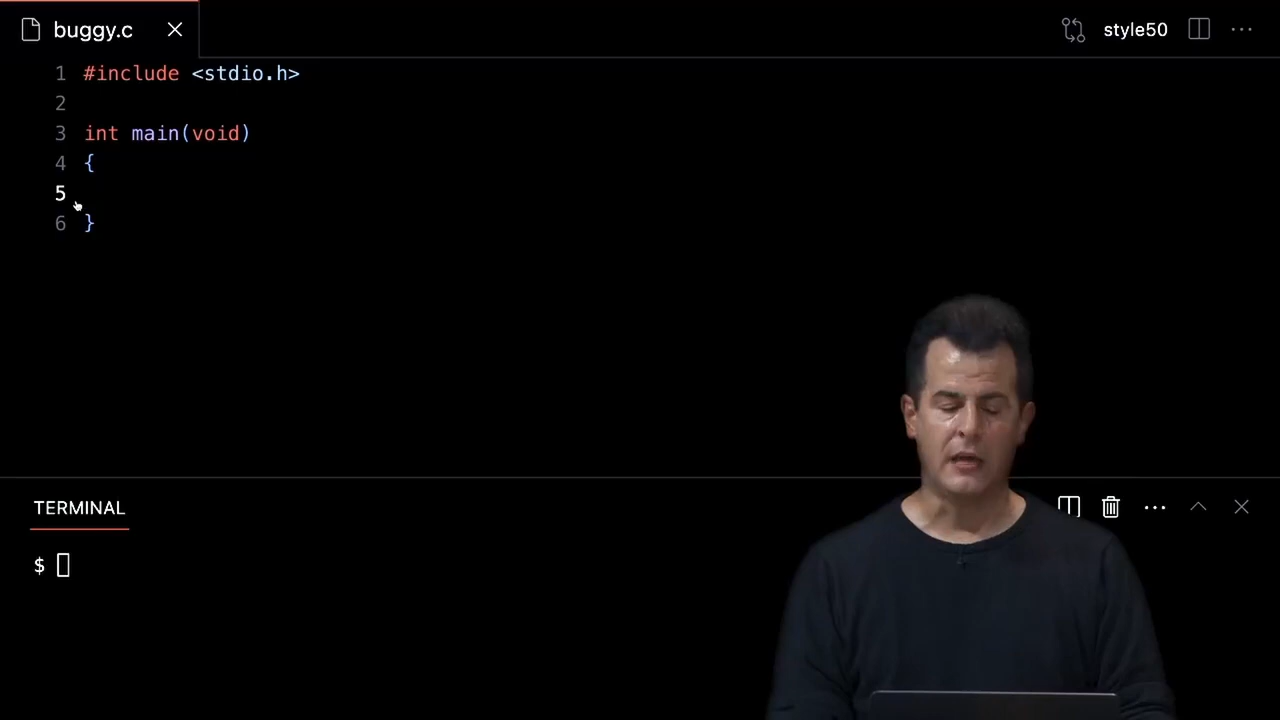 buggy.c
style50
1 #include <stdio.h>
2
3 int main(void)
4 {
5
6 }
TERMINAL
$